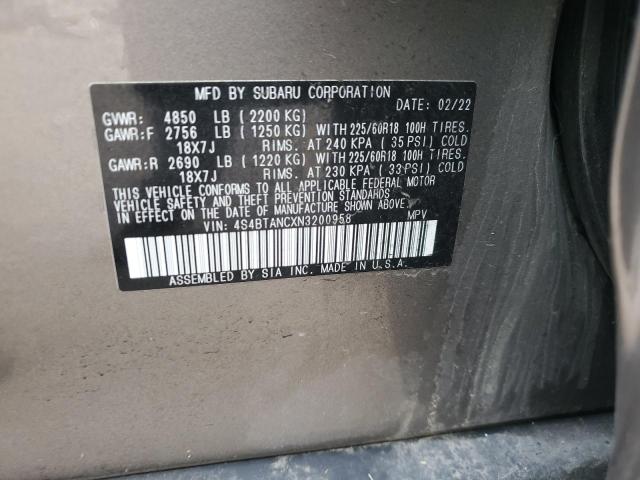 MFD BY SUBARU CORPORATION
DATE: 02/22
GVWR: 4850 LB (2200 KG)
GAWR:F 2756 LB (1250 KG) WITH 225/60R18 100H TIRES.
18X7J RIMS. AT 240 KPA (35 PSI) COLD
GAWR:R 2690 LB (1220 KG) WITH 225/60R18 100H TIRES.
18X7J RIMS. AT 230 KPA (33 PSI) COLD
THIS VEHICLE CONFORMS TO ALL APPLICABLE FEDERAL MOTOR
VEHICLE SAFETY AND THEFT PREVENTION STANDARDS
IN EFFECT ON THE DATE OF MANUFACTURE SHOWN ABOVE.
VIN: 4S4BTANCXN3200958 MPV
ASSEMBLED BY SIA INC. MADE IN U.S.A.